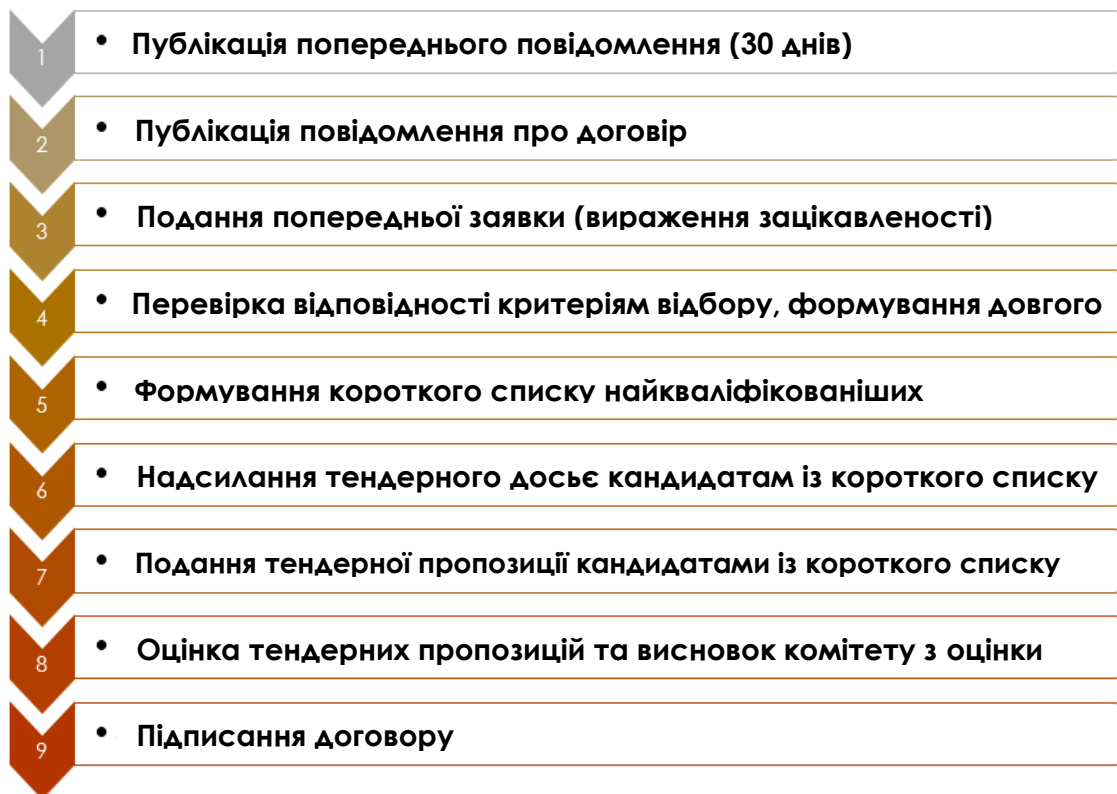 1 • Публікація попереднього повідомлення (30 днів)
2 • Публікація повідомлення про договір
3 • Подання попередньої заявки (вираження зацікавленості)
4 • Перевірка відповідності критеріям відбору, формування довгого
5 • Формування короткого списку найкваліфікованіших
6 • Надсилання тендерного досьє кандидатам із короткого списку
7 • Подання тендерної пропозиції кандидатами із короткого списку
8 • Оцінка тендерних пропозицій та висновок комітету з оцінки
9 • Підписання договору